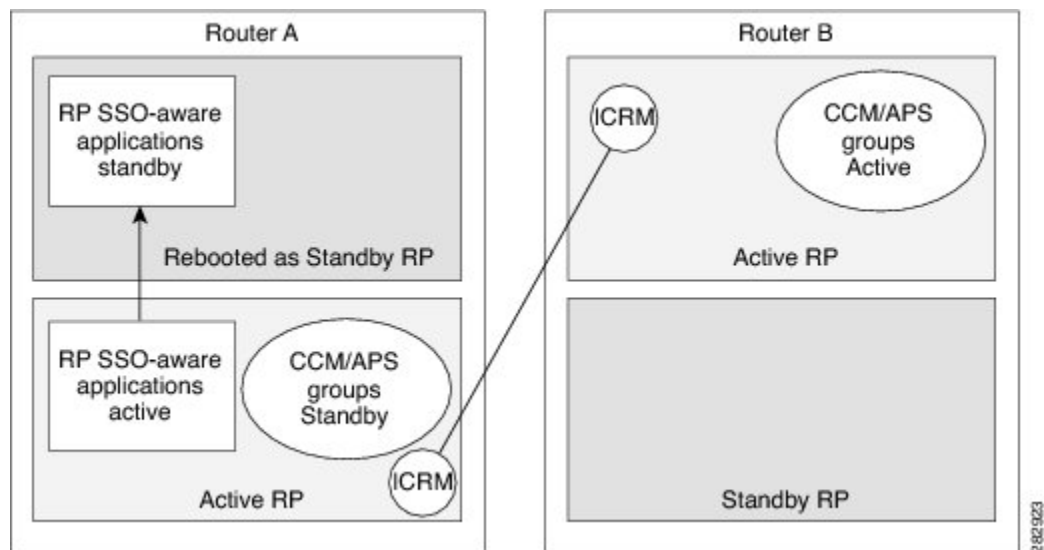 Router A
RP SSO-aware
applications
standby
Rebooted as Standby RP
RP SSO-aware
applications
active
CCM/APS
groups
Standby
ICRM
Active RP
Router B
ICRM
CCM/APS
groups
Active
Active RP
Standby RP
282923